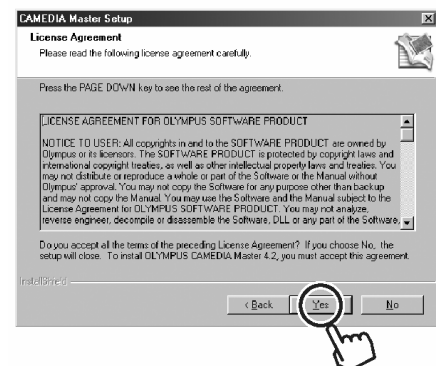 CAMEDIA Master Setup
License Agreement
Please read the following license agreement carefully.
Press the PAGE DOWN key to see the rest of the agreement.
LICENSE AGREEMENT FOR OLYMPUS SOFTWARE PRODUCT
NOTICE TO USER: All copyrights in and to the SOFTWARE PRODUCT are owned by
Olympus or its licensors. The SOFTWARE PRODUCT is protected by copyright laws and
international copyright treaties, as well as other intellectual property laws and treaties. You
may not distribute or reproduce a whole or part of the Software or the Manual without
Olympus' approval. You may not copy the Software for any purpose other than backup
and may not copy the Manual. You may use the Software and the Manual subject to the
License Agreement for OLYMPUS SOFTWARE PRODUCT. You may not analyze,
reverse engineer, decompile or disassemble the Software, DLL or any part of the Software,
Do you accept all the terms of the preceding License Agreement? If you choose No, the
setup will close. To install OLYMPUS CAMEDIA Master 4.2, you must accept this agreement.
InstallShield
< Back Yes No